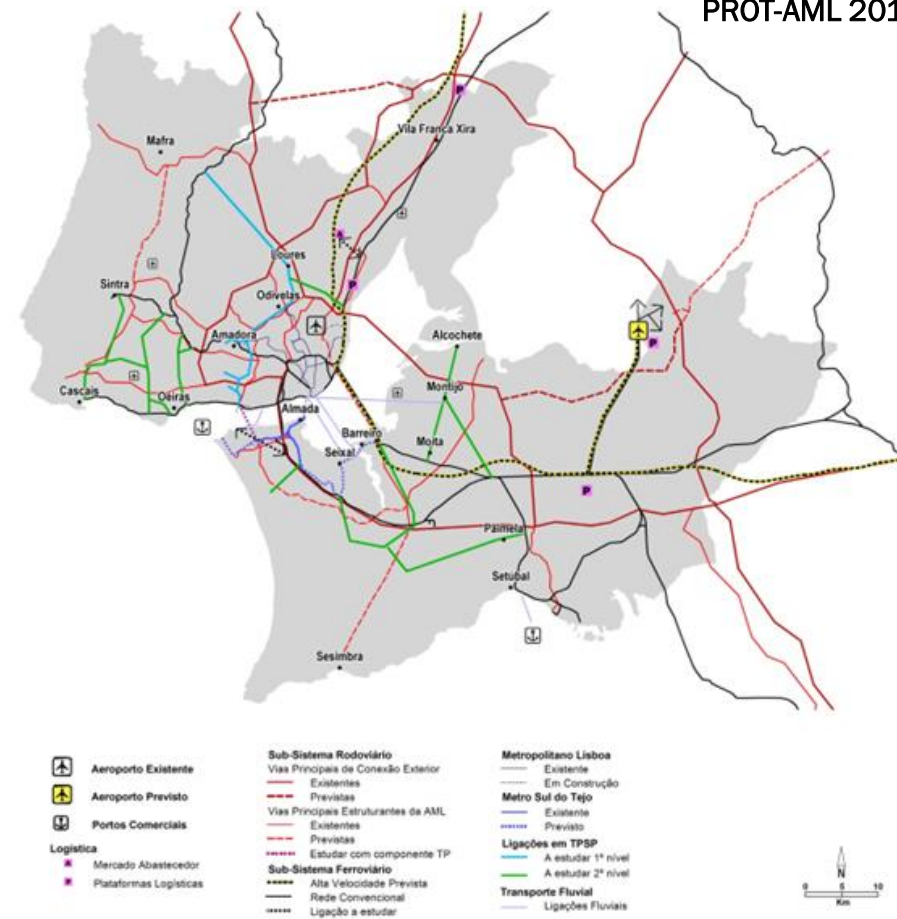 PROT-AML 201
Vila Franca Xira
Mafra
Loures
Sintra
Odivelas
Amadora
Alcochete
Cascais
Oeiras
Montijo
Almada
Barreiro
Moita
Seixal
Palmela
Setubal
Sesimbra
P
A
P
P
P
Aeroporto Existente
Aeroporto Previsto
Portos Comerciais
Logística
A Mercado Abastecedor
P Plataformas Logísticas
Sub-Sistema Rodoviário
Vias Principais de Conexão Exterior
Existentes
Previstas
Vias Principais Estruturantes da AML
Existentes
Previstas
Estudar com componente TP
Sub-Sistema Ferroviário
Alta Velocidade Prevista
Rede Convencional
Ligação a estudar
Metropolitano Lisboa
Existente
Em Construção
Metro Sul do Tejo
Existente
Previsto
Ligações em TPSP
A estudar 1º nível
A estudar 2º nível
Transporte Fluvial
Ligações Fluviais
N
0 5 10
Km